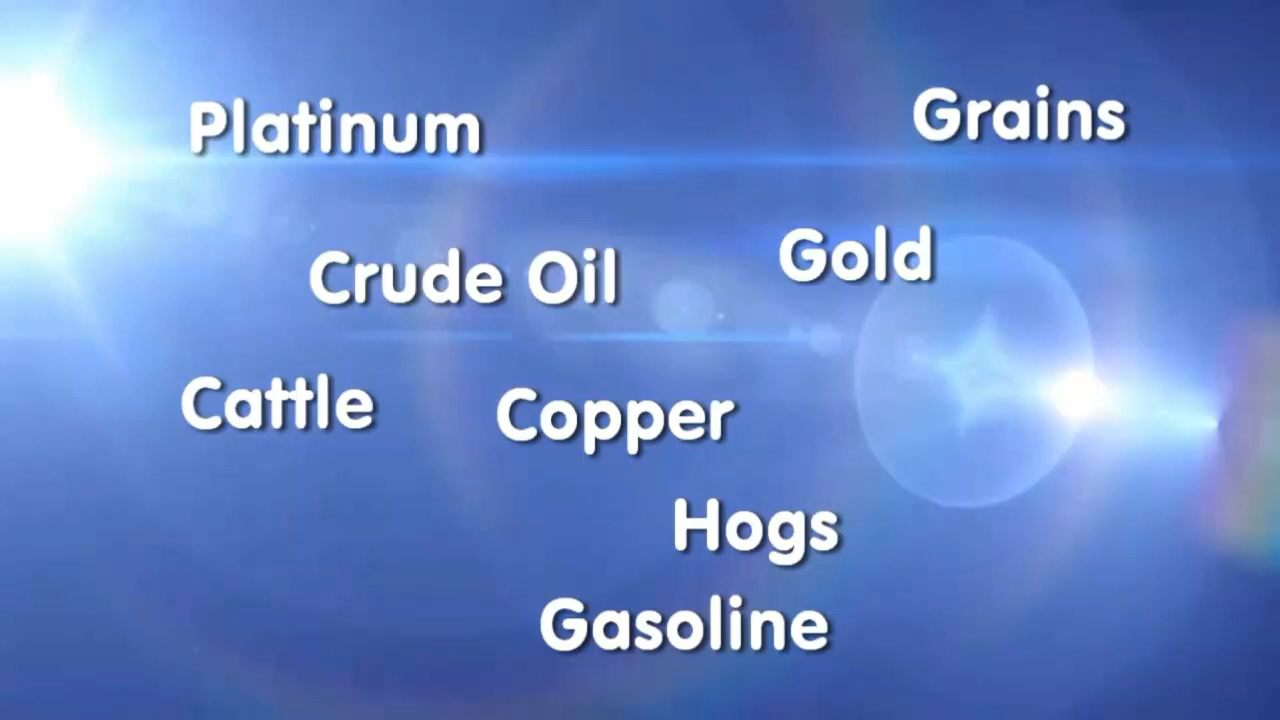 Platinum
Grains
Crude Oil
Gold
Cattle
Copper
Hogs
Gasoline